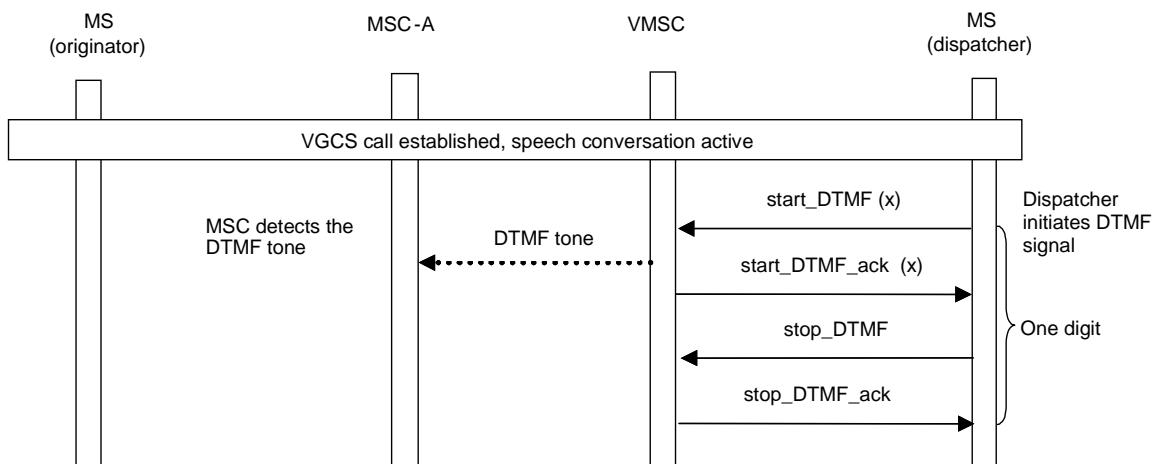 MS
(originator)
MSC-A
VMSC
MS
(dispatcher)
VGCS call established, speech conversation active
start_DTMF (x)
Dispatcher
initiates DTMF
signal
MSC detects the
DTMF tone
DTMF tone
start_DTMF_ack (x)
stop_DTMF
One digit
stop_DTMF_ack